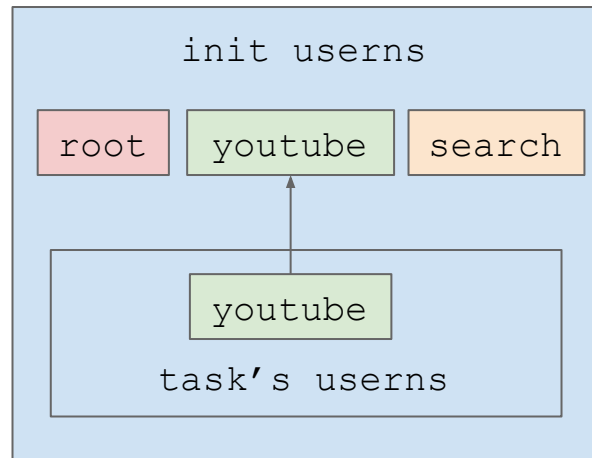 init userns
root youtube search
youtube
task’s userns